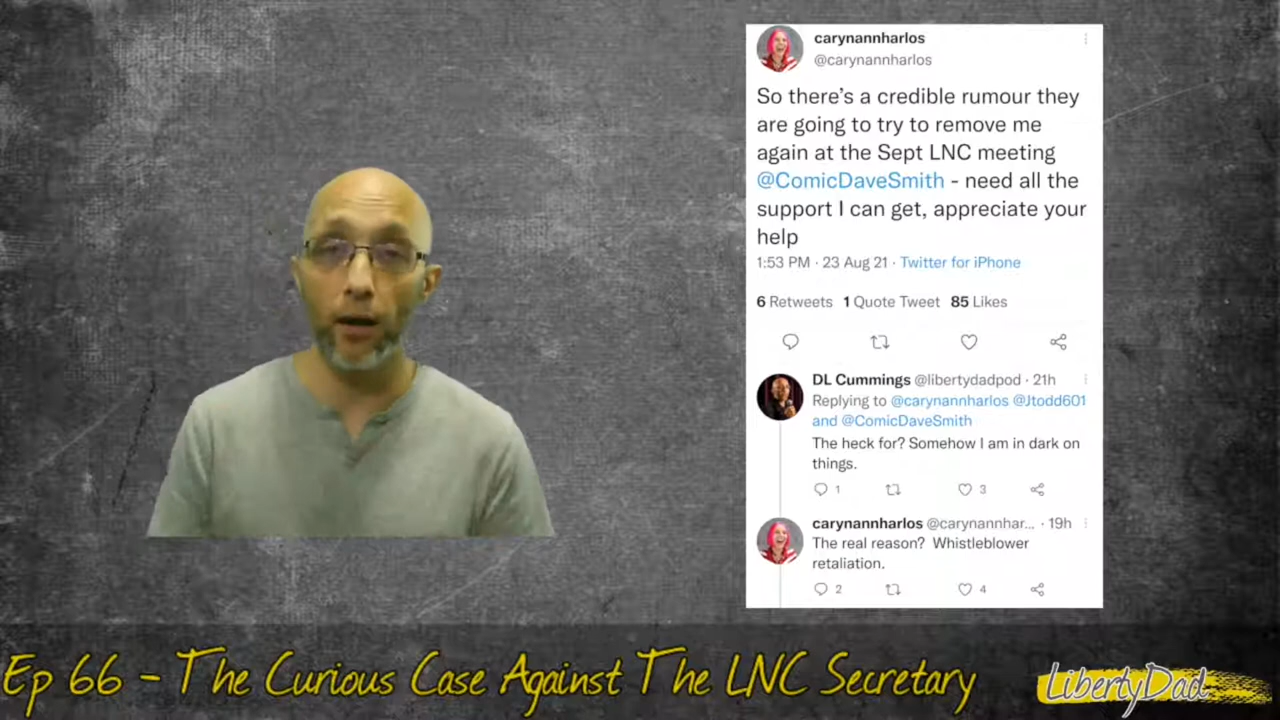 carynannharlos
@carynannharlos
So there's a credible rumour they
are going to try to remove me
again at the Sept LNC meeting
@ComicDaveSmith - need all the
support I can get, appreciate your
help
1:53 PM · 23 Aug 21 · Twitter for iPhone
6 Retweets 1 Quote Tweet 85 Likes
DL Cummings @libertydadpod · 21h
Replying to @carynannharlos @Jtodd601
and @ComicDaveSmith
The heck for? Somehow I am in dark on
things.
1 3
carynannharlos @carynannhar... · 19h
The real reason? Whistleblower
retaliation.
2 4
Ep 66 - The Curious Case Against The LNC Secretary
LibertyDad